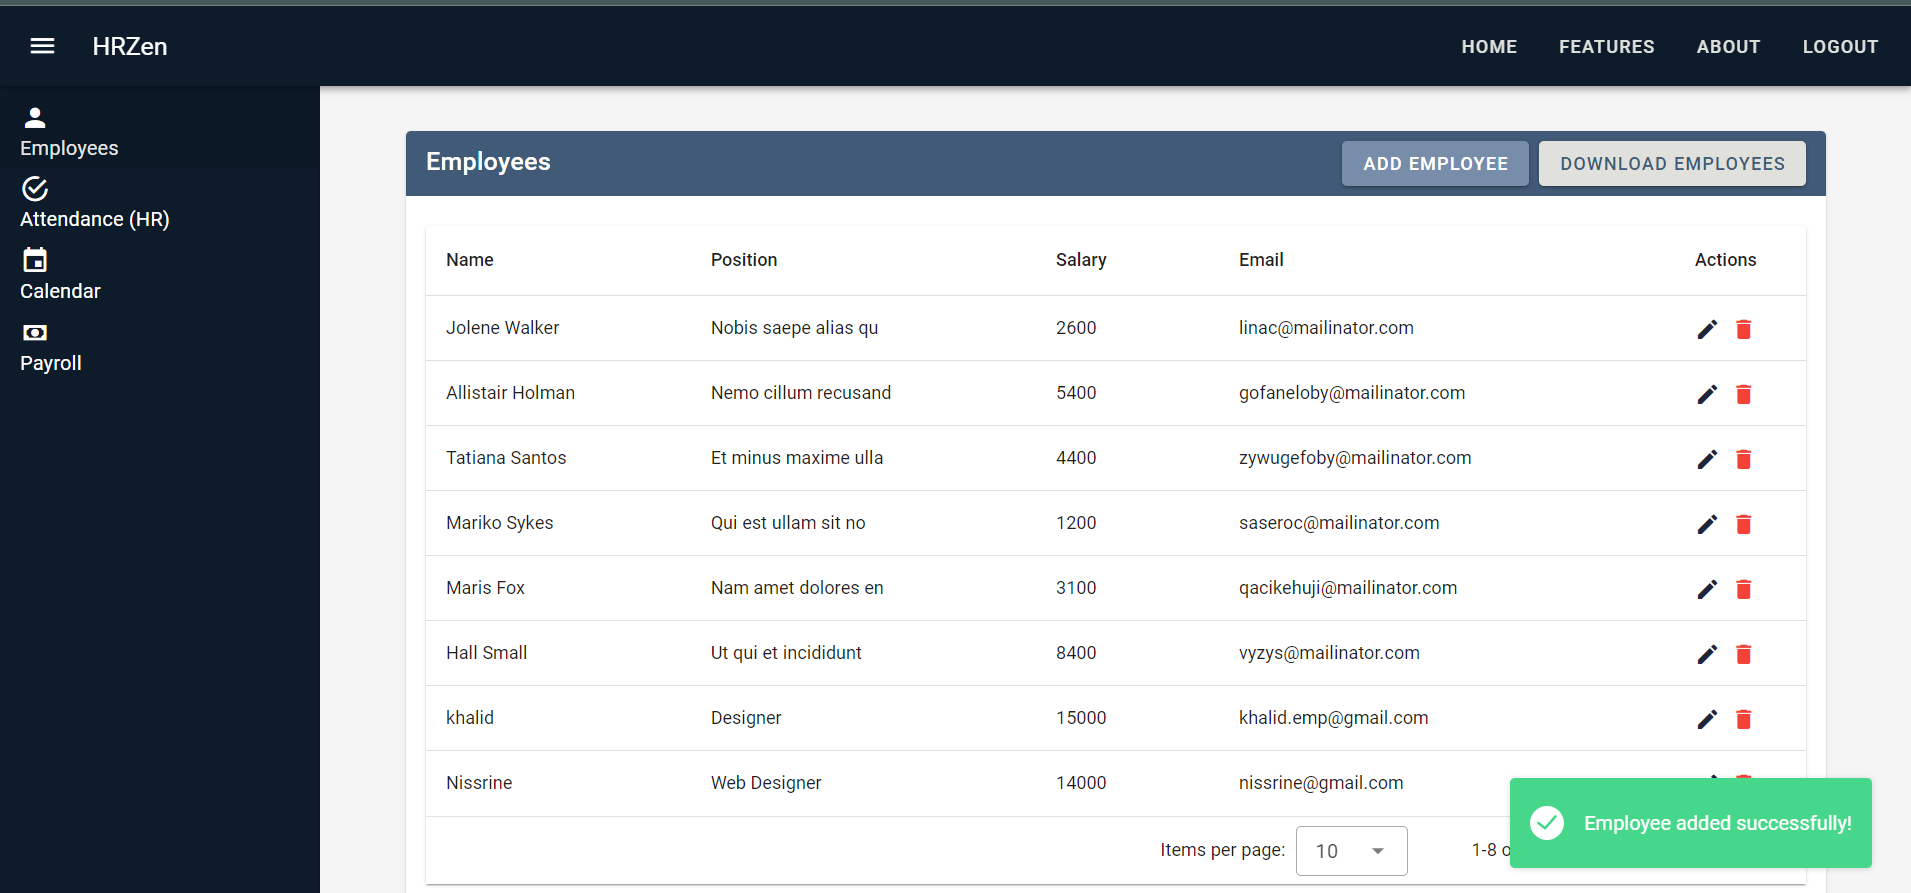 HRZen
HOME FEATURES ABOUT LOGOUT
Employees
Attendance (HR)
Calendar
Payroll
Employees
ADD EMPLOYEE DOWNLOAD EMPLOYEES
Name Position Salary Email Actions
Jolene Walker Nobis saepe alias qu 2600 linac@mailinator.com
Allistair Holman Nemo cillum recusand 5400 gofaneloby@mailinator.com
Tatiana Santos Et minus maxime ulla 4400 zywugefoby@mailinator.com
Mariko Sykes Qui est ullam sit no 1200 saseroc@mailinator.com
Maris Fox Nam amet dolores en 3100 qacikehuji@mailinator.com
Hall Small Ut qui et incididunt 8400 vyzys@mailinator.com
khalid Designer 15000 khalid.emp@gmail.com
Nissrine Web Designer 14000 nissrine@gmail.com
Items per page: 10 1-8
Employee added successfully!